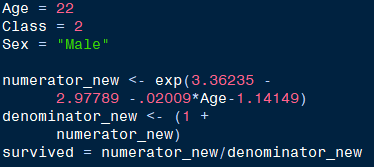 Age = 22
Class = 2
Sex = "Male"
numerator_new <- exp(3.36235 -
2.97789 -.02009*Age-1.14149)
denominator_new <- (1 +
numerator_new)
survived = numerator_new/denominator_new